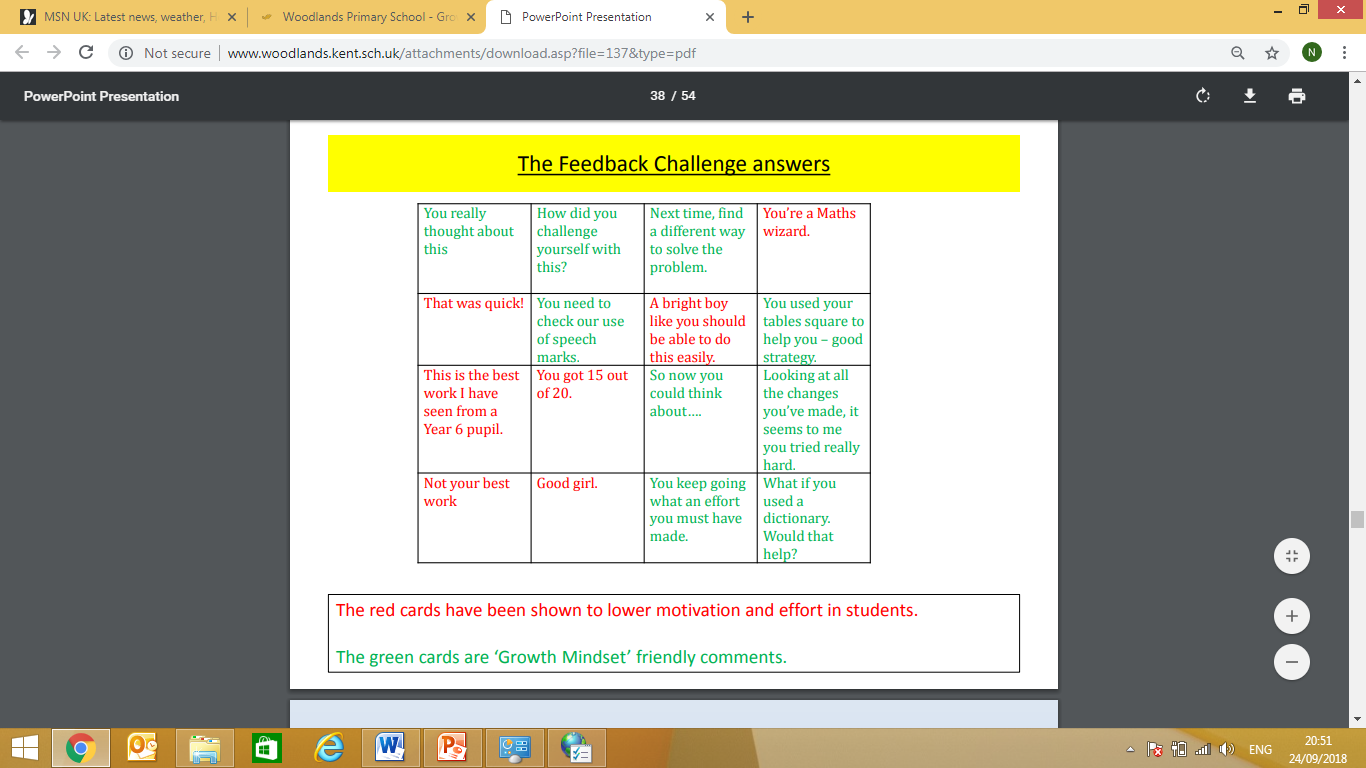 MSN UK: Latest news, weather, H
Woodlands Primary School - Gro
PowerPoint Presentation
Not secure
www.woodlands.kent.sch.uk/attachments/download.asp?file=137&type=pdf
N
PowerPoint Presentation
38 / 54
The Feedback Challenge answers
You really
thought about
this
How did you
challenge
yourself with
this?
Next time, find
a different way
to solve the
problem.
You're a Maths
wizard.
That was quick!
You need to
check our use
of speech
marks.
A bright boy
like you should
be able to do
this easily.
You used your
tables square to
help you – good
strategy.
This is the best
work I have
seen from a
Year 6 pupil.
You got 15 out
of 20.
So now you
could think
about….
Looking at all
the changes
you've made, it
seems to me
you tried really
hard.
Not your best
work
Good girl.
You keep going
what an effort
you must have
made.
What if you
used a
dictionary.
Would that
help?
The red cards have been shown to lower motivation and effort in students.
The green cards are 'Growth Mindset' friendly comments.
ENG
20:51
24/09/2018